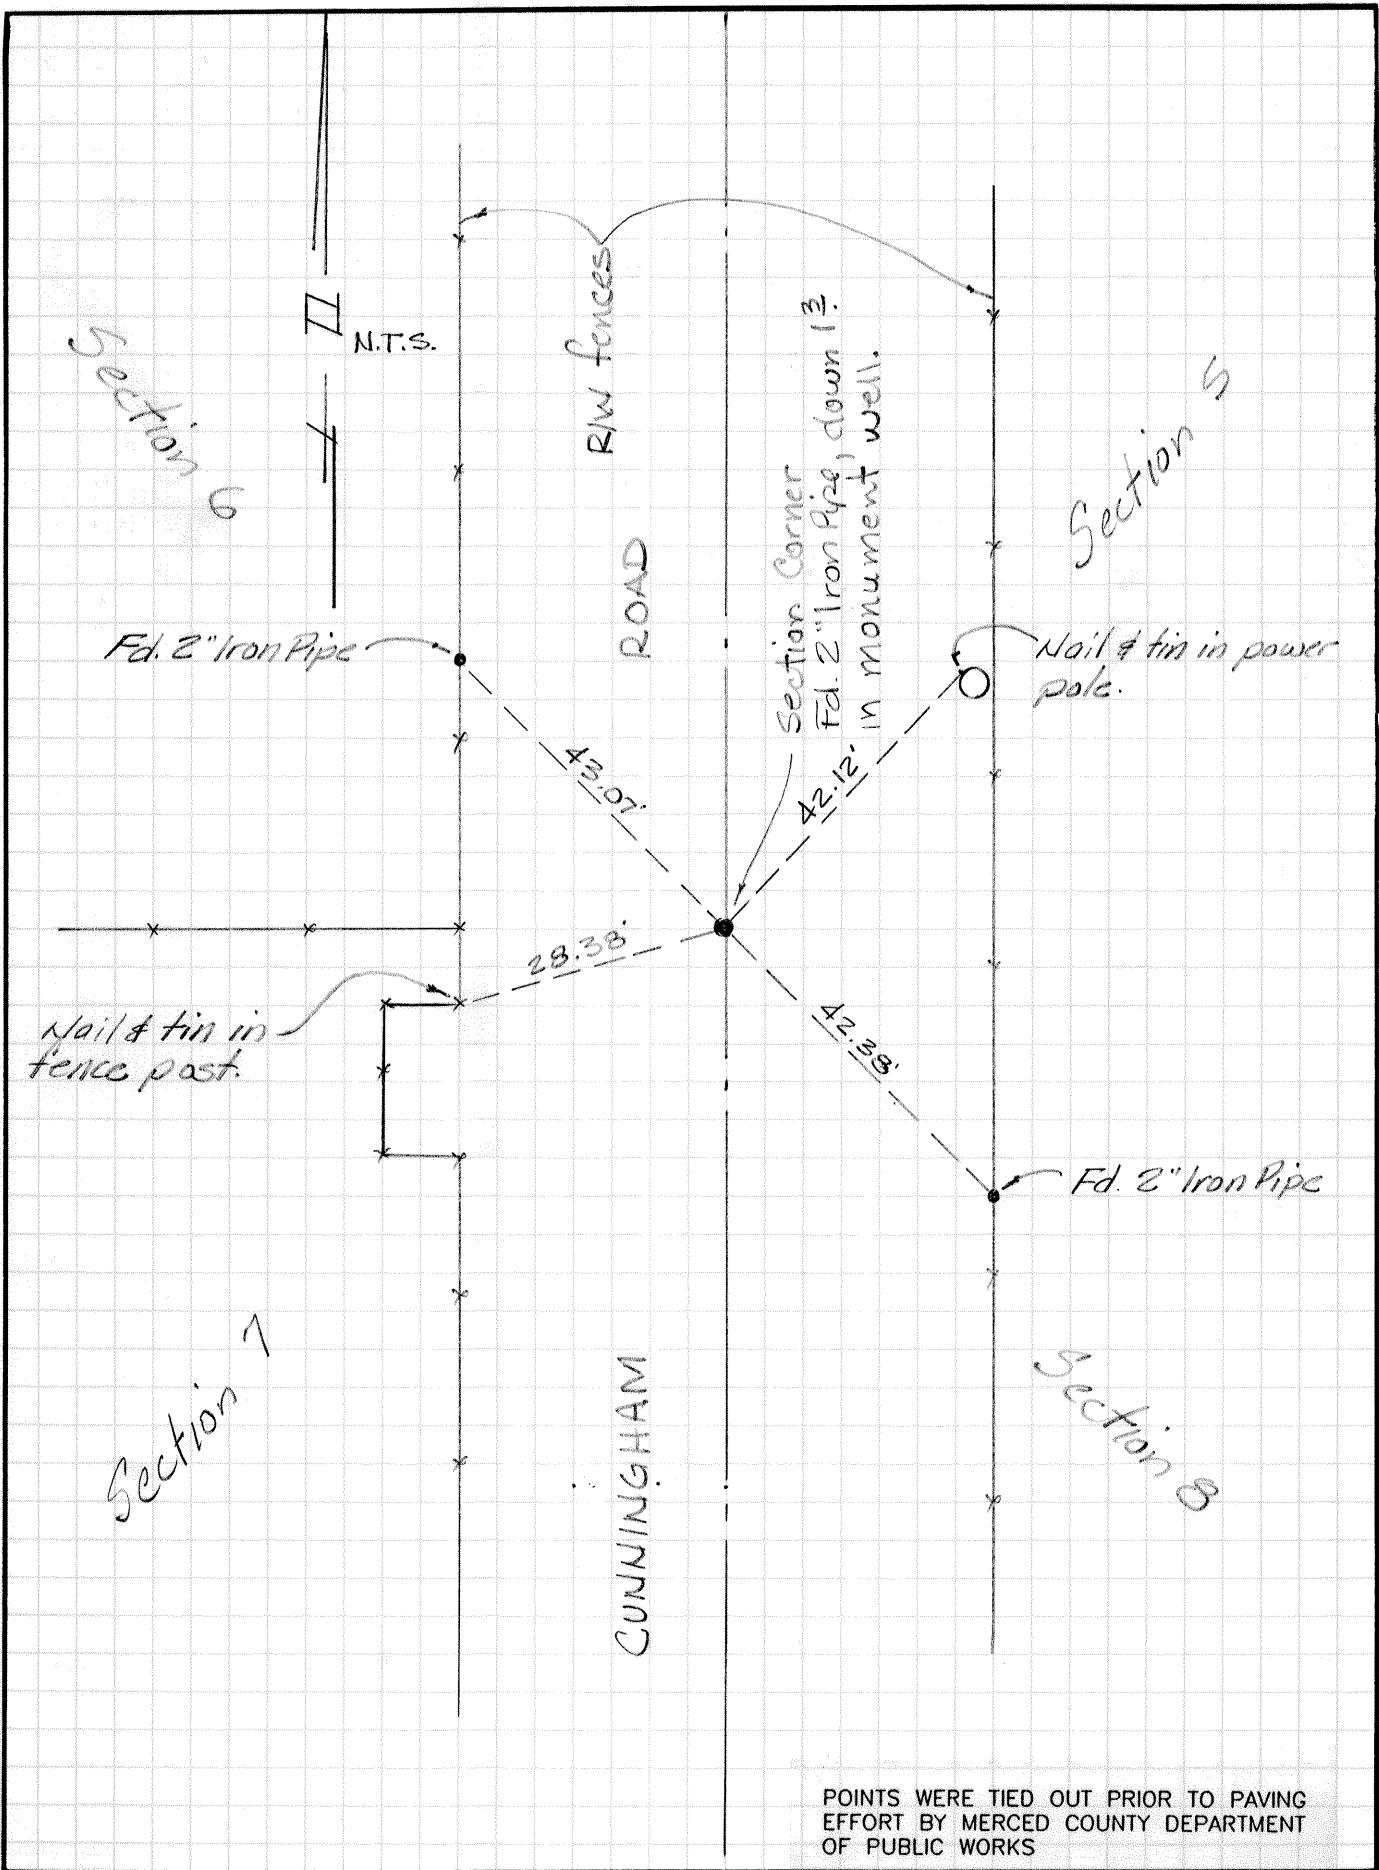 N.T.S.
Section 6
R/W fences
Section 5
Section Corner
Fd. 2" Iron Pipe, down 1 3.
in monument well.
ROAD
Fd. 2" Iron Pipe
Nail & tin in power
pole.
43.07'
42.12'
28.38'
Nail & tin in
fence post.
42.38'
Fd. 2" Iron Pipe
Section 7
CUNNINGHAM
Section 8
POINTS WERE TIED OUT PRIOR TO PAVING
EFFORT BY MERCED COUNTY DEPARTMENT
OF PUBLIC WORKS